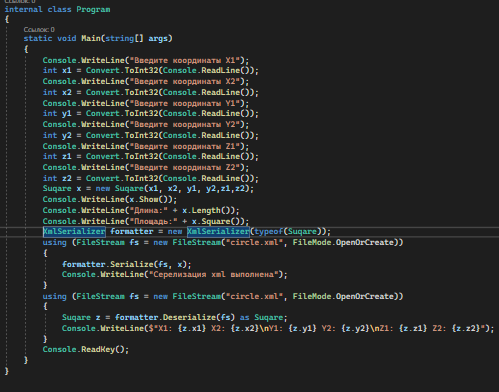 Ссылок: 0
internal class Program
{
Ссылок: 0
static void Main(string[] args)
{
Console.WriteLine("Введите координаты X1");
int x1 = Convert.ToInt32(Console.ReadLine());
Console.WriteLine("Введите координаты X2");
int x2 = Convert.ToInt32(Console.ReadLine());
Console.WriteLine("Введите координаты Y1");
int y1 = Convert.ToInt32(Console.ReadLine());
Console.WriteLine("Введите координаты Y2");
int y2 = Convert.ToInt32(Console.ReadLine());
Console.WriteLine("Введите координаты Z1");
int z1 = Convert.ToInt32(Console.ReadLine());
Console.WriteLine("Введите координаты Z2");
int z2 = Convert.ToInt32(Console.ReadLine());
Suqare x = new Suqare(x1, x2, y1, y2,z1,z2);
Console.WriteLine(x.Show());
Console.WriteLine("Длина:" + x.Length());
Console.WriteLine("Площадь:" + x.Square());
XmlSerializer formatter = new XmlSerializer(typeof(Suqare));
using (FileStream fs = new FileStream("circle.xml", FileMode.OpenOrCreate))
{
formatter.Serialize(fs, x);
Console.WriteLine("Серелизация xml выполнена");
}
using (FileStream fs = new FileStream("circle.xml", FileMode.OpenOrCreate))
{
Suqare z = formatter.Deserialize(fs) as Suqare;
Console.WriteLine($"X1: {z.x1} X2: {z.x2}\nY1: {z.y1} Y2: {z.y2}\nZ1: {z.z1} Z2: {z.z2}");
}
Console.ReadKey();
}
}